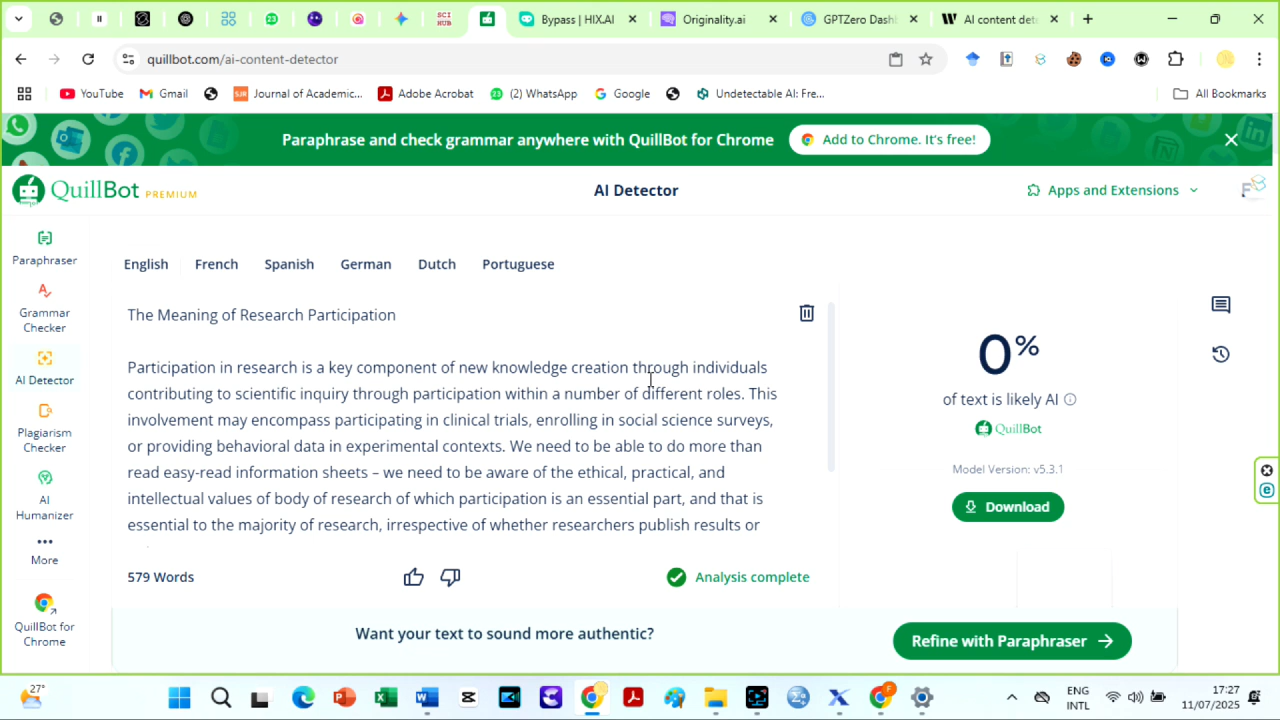 SCI
HUB
Bypass | HIX.AI
Originality.ai
GPTZero Dashb
AI content dete
quillbot.com/ai-content-detector
YouTube
Gmail
SJR
Journal of Academic...
Adobe Acrobat
23
(2) WhatsApp
Google
Undetectable AI: Fre...
All Bookmarks
Paraphrase and check grammar anywhere with QuillBot for Chrome
Add to Chrome. It's free!
QuillBot PREMIUM
AI Detector
Apps and Extensions
Paraphraser
Grammar
Checker
AI Detector
Plagiarism
Checker
AI
Humanizer
More
QuillBot for
Chrome
English French Spanish German Dutch Portuguese
The Meaning of Research Participation
Participation in research is a key component of new knowledge creation through individuals
contributing to scientific inquiry through participation within a number of different roles. This
involvement may encompass participating in clinical trials, enrolling in social science surveys,
or providing behavioral data in experimental contexts. We need to be able to do more than
read easy-read information sheets – we need to be aware of the ethical, practical, and
intellectual values of body of research of which participation is an essential part, and that is
essential to the majority of research, irrespective of whether researchers publish results or
579 Words
Analysis complete
0%
of text is likely AI
QuillBot
Model Version: v5.3.1
Download
Want your text to sound more authentic?
Refine with Paraphraser
27°
ENG
INTL
17:27
11/07/2025